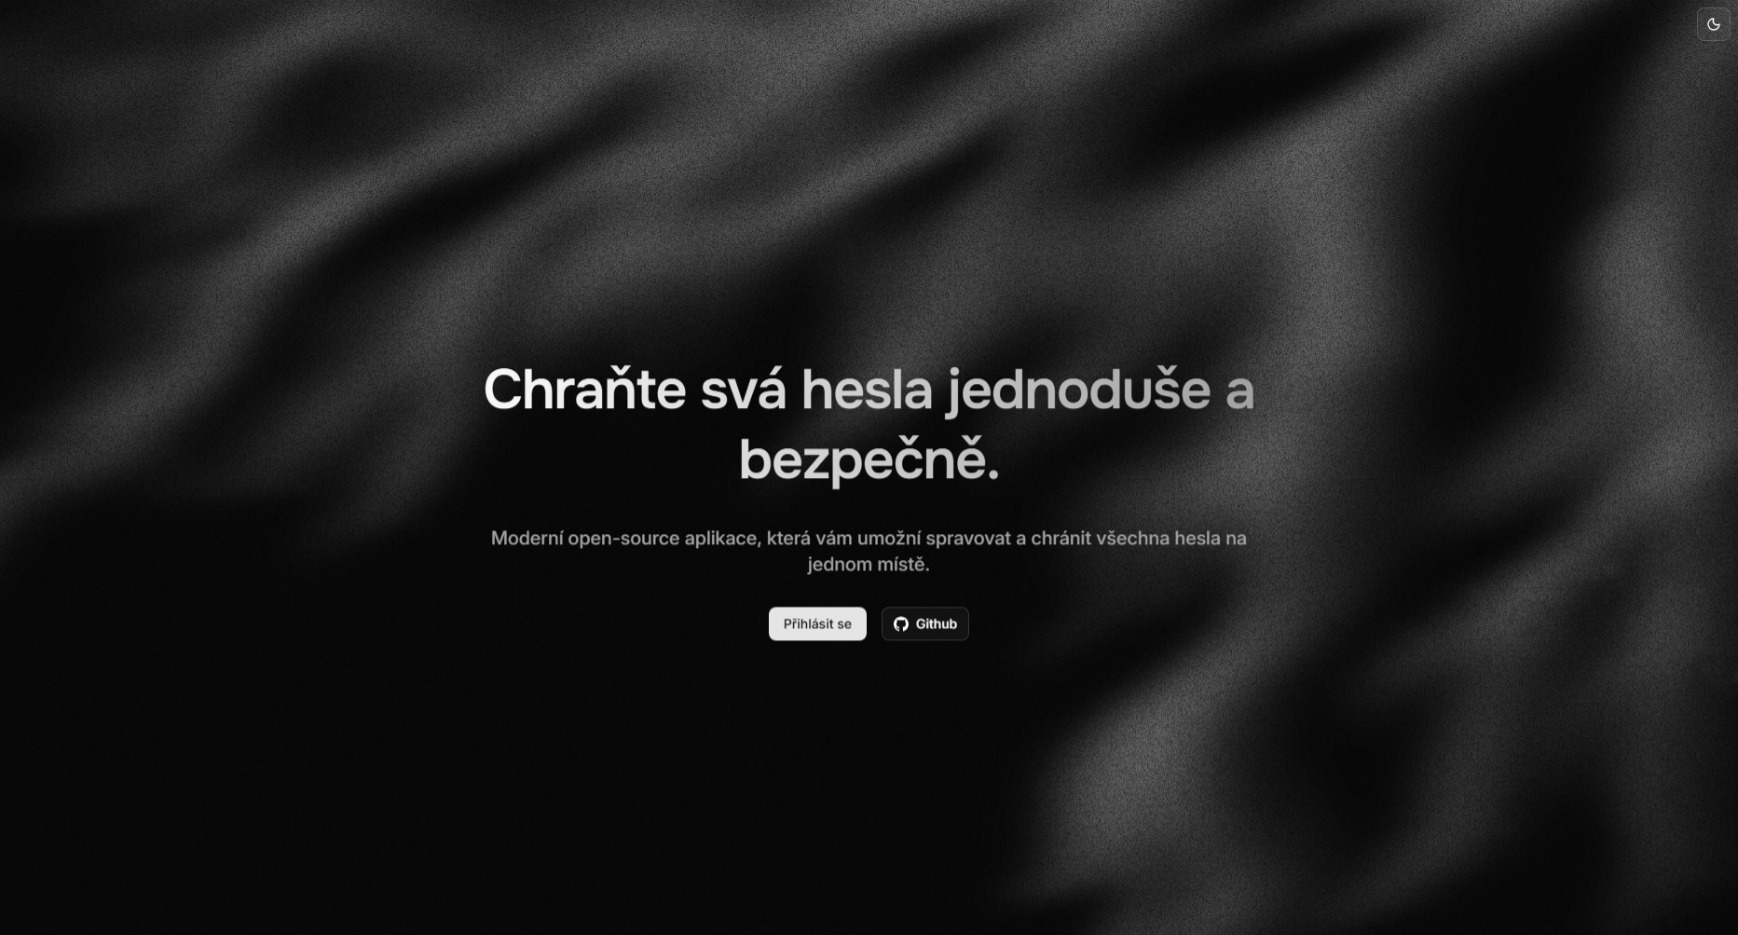 Chraňte svá hesla jednoduše a
bezpečně.
Moderní open-source aplikace, která vám umožní spravovat a chránit všechna hesla na
jednom místě.
Přihlásit se
Github